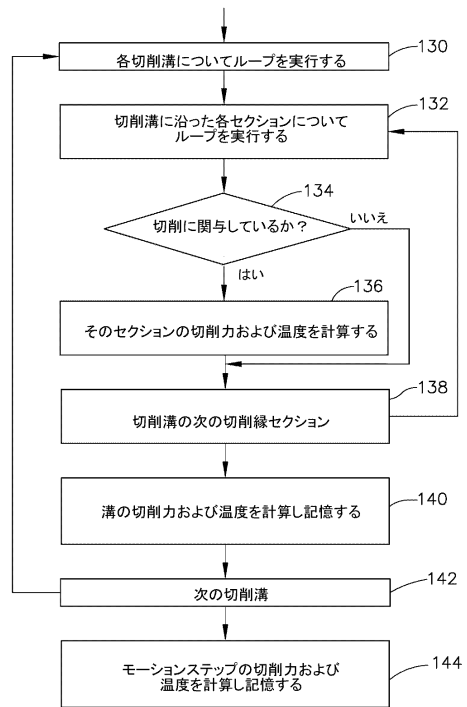 各切削溝についてループを実行する
130
切削溝に沿った各セクションについて
ループを実行する
132
134
切削に関与しているか？
いいえ
はい
136
そのセクションの切削力および温度を計算する
138
切削溝の次の切削縁セクション
溝の切削力および温度を計算し記憶する
140
次の切削溝
142
モーションステップの切削力および
温度を計算し記憶する
144